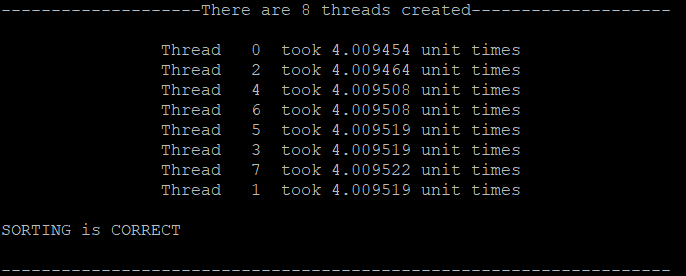 --------------------There are 8 threads created--------------------
Thread 0 took 4.009454 unit times
Thread 2 took 4.009464 unit times
Thread 4 took 4.009508 unit times
Thread 6 took 4.009508 unit times
Thread 5 took 4.009519 unit times
Thread 3 took 4.009519 unit times
Thread 7 took 4.009522 unit times
Thread 1 took 4.009519 unit times
SORTING is CORRECT
-------------------------------------------------------------------